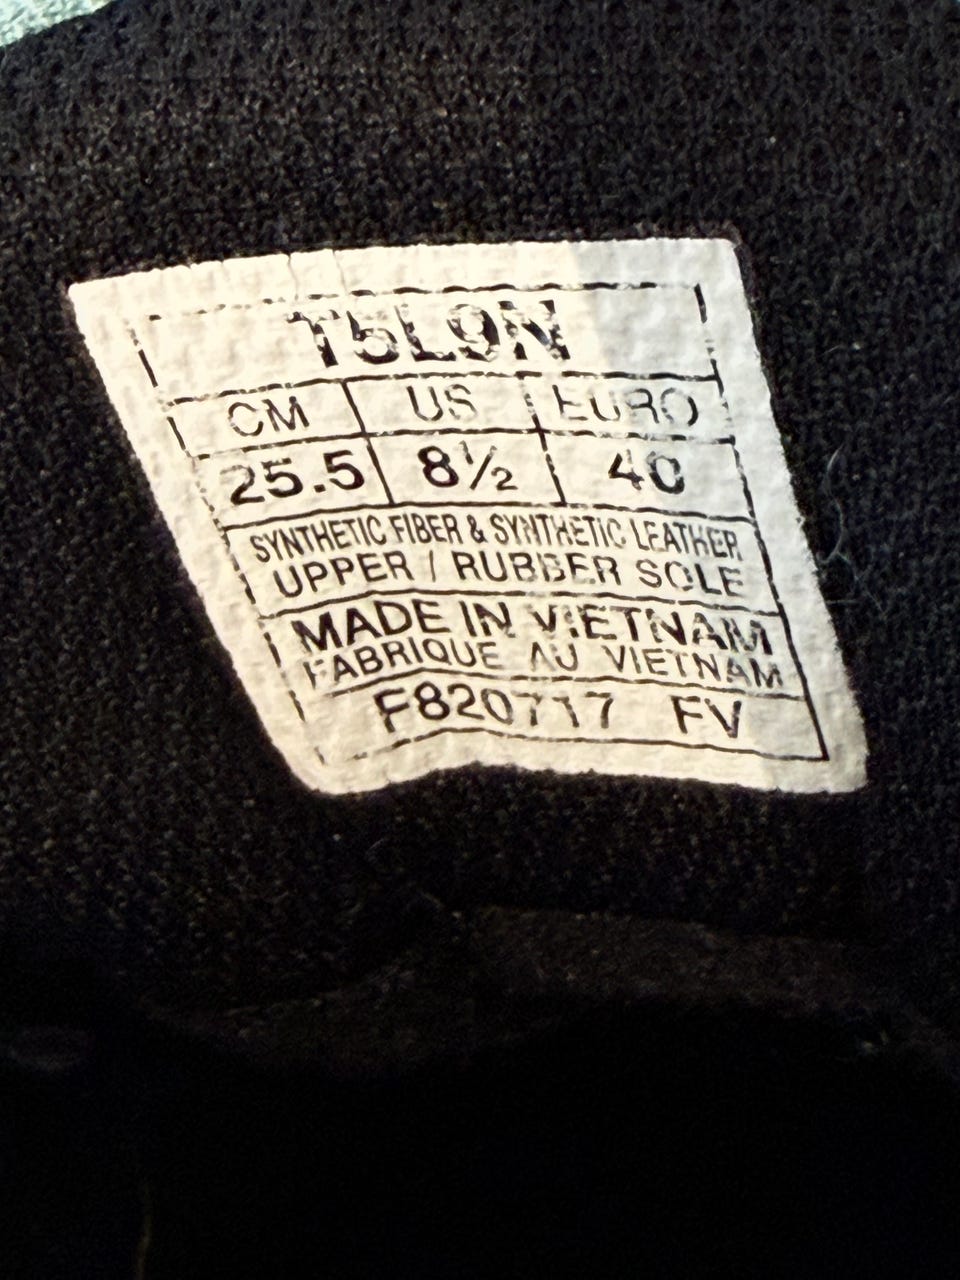 T5L9N
CM US EURO
25.5 8½ 40
SYNTHETIC FIBER & SYNTHETIC LEATHER
UPPER / RUBBER SOLE
MADE IN VIETNAM
FABRIQUE AU VIETNAM
F820717 FV